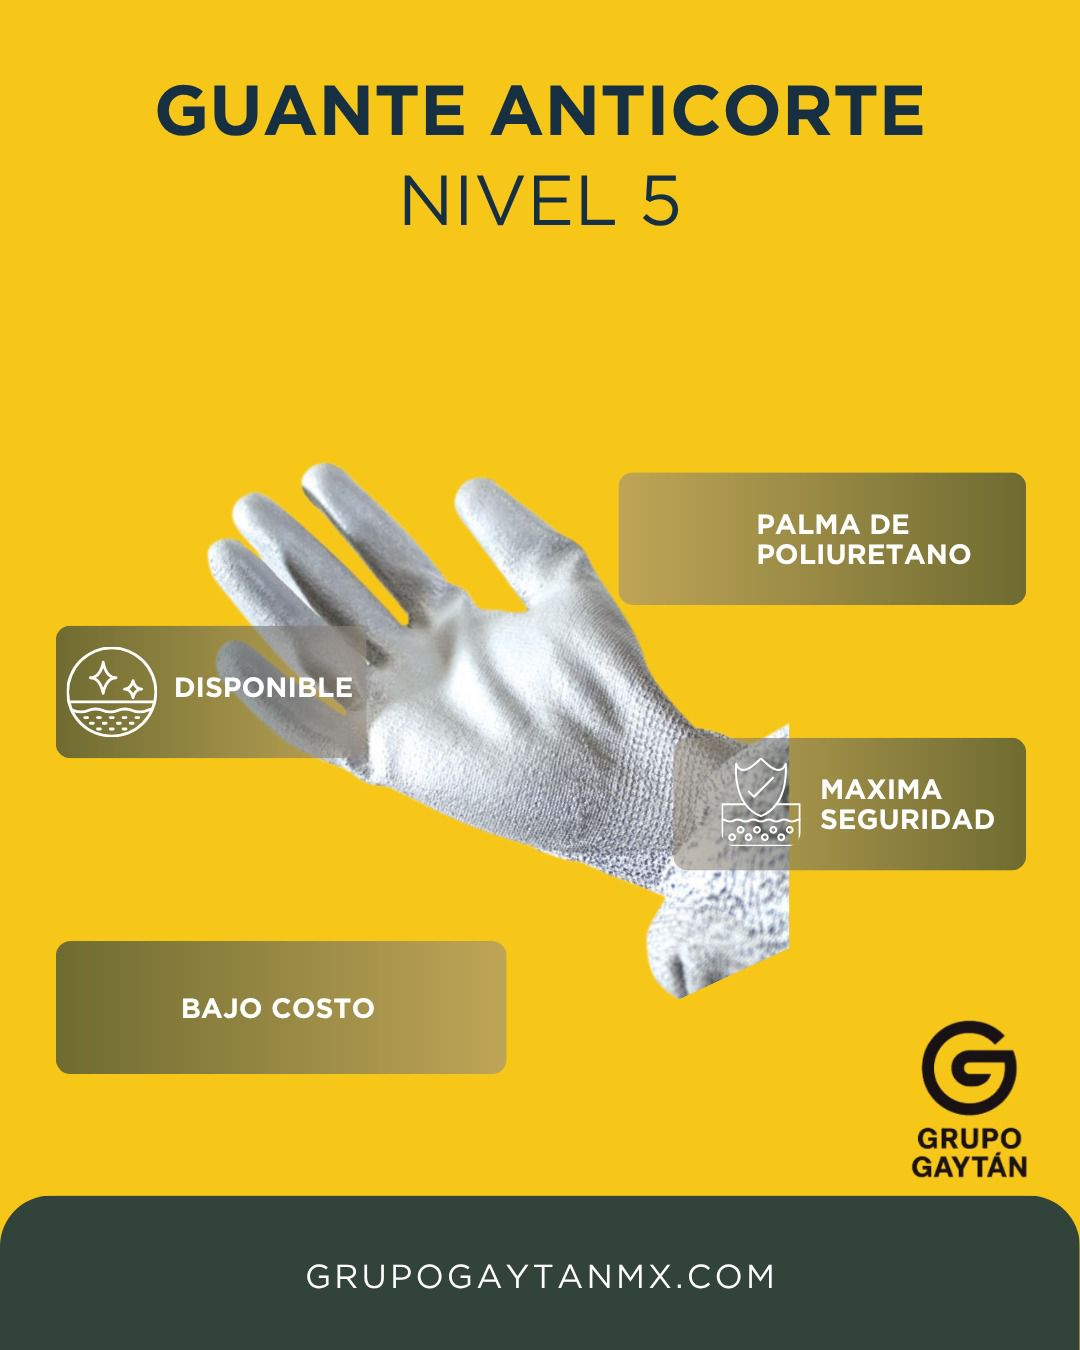 GUANTE ANTICORTE
NIVEL 5
PALMA DE
POLIURETANO
DISPONIBLE
MAXIMA
SEGURIDAD
BAJO COSTO
GRUPO
GAYTÁN
GRUPOGAYTANMX.COM